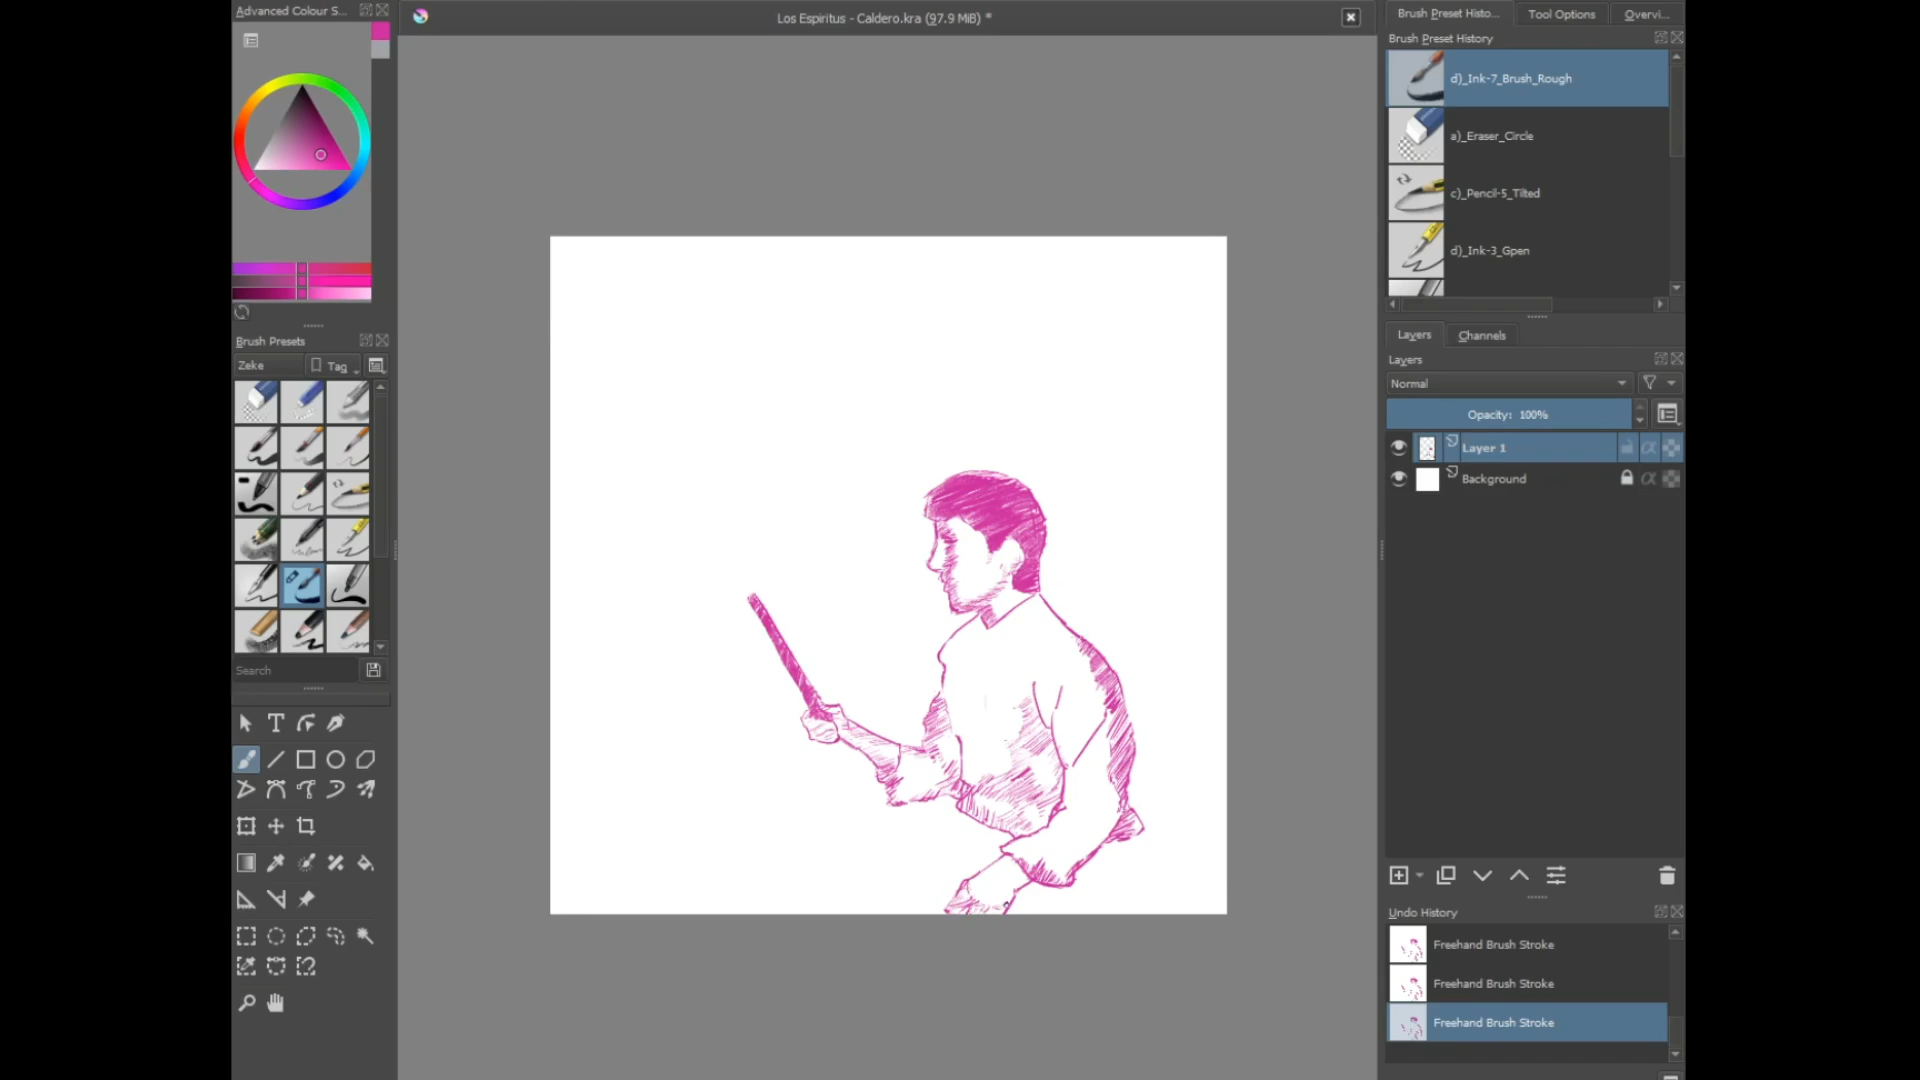 Advanced Colour S...
Los Espiritus - Caldero.kra (97.9 MiB) *
Brush Preset Histo...
Tool Options
Overvi...
Brush Preset History
d)_Ink-7_Brush_Rough
a)_Eraser_Circle
c)_Pencil-5_Tilted
d)_Ink-3_Gpen
Brush Presets
Zeke
Tag
Search
Layers
Channels
Layers
Normal
Opacity: 100%
Layer 1
Background
Undo History
Freehand Brush Stroke
Freehand Brush Stroke
Freehand Brush Stroke